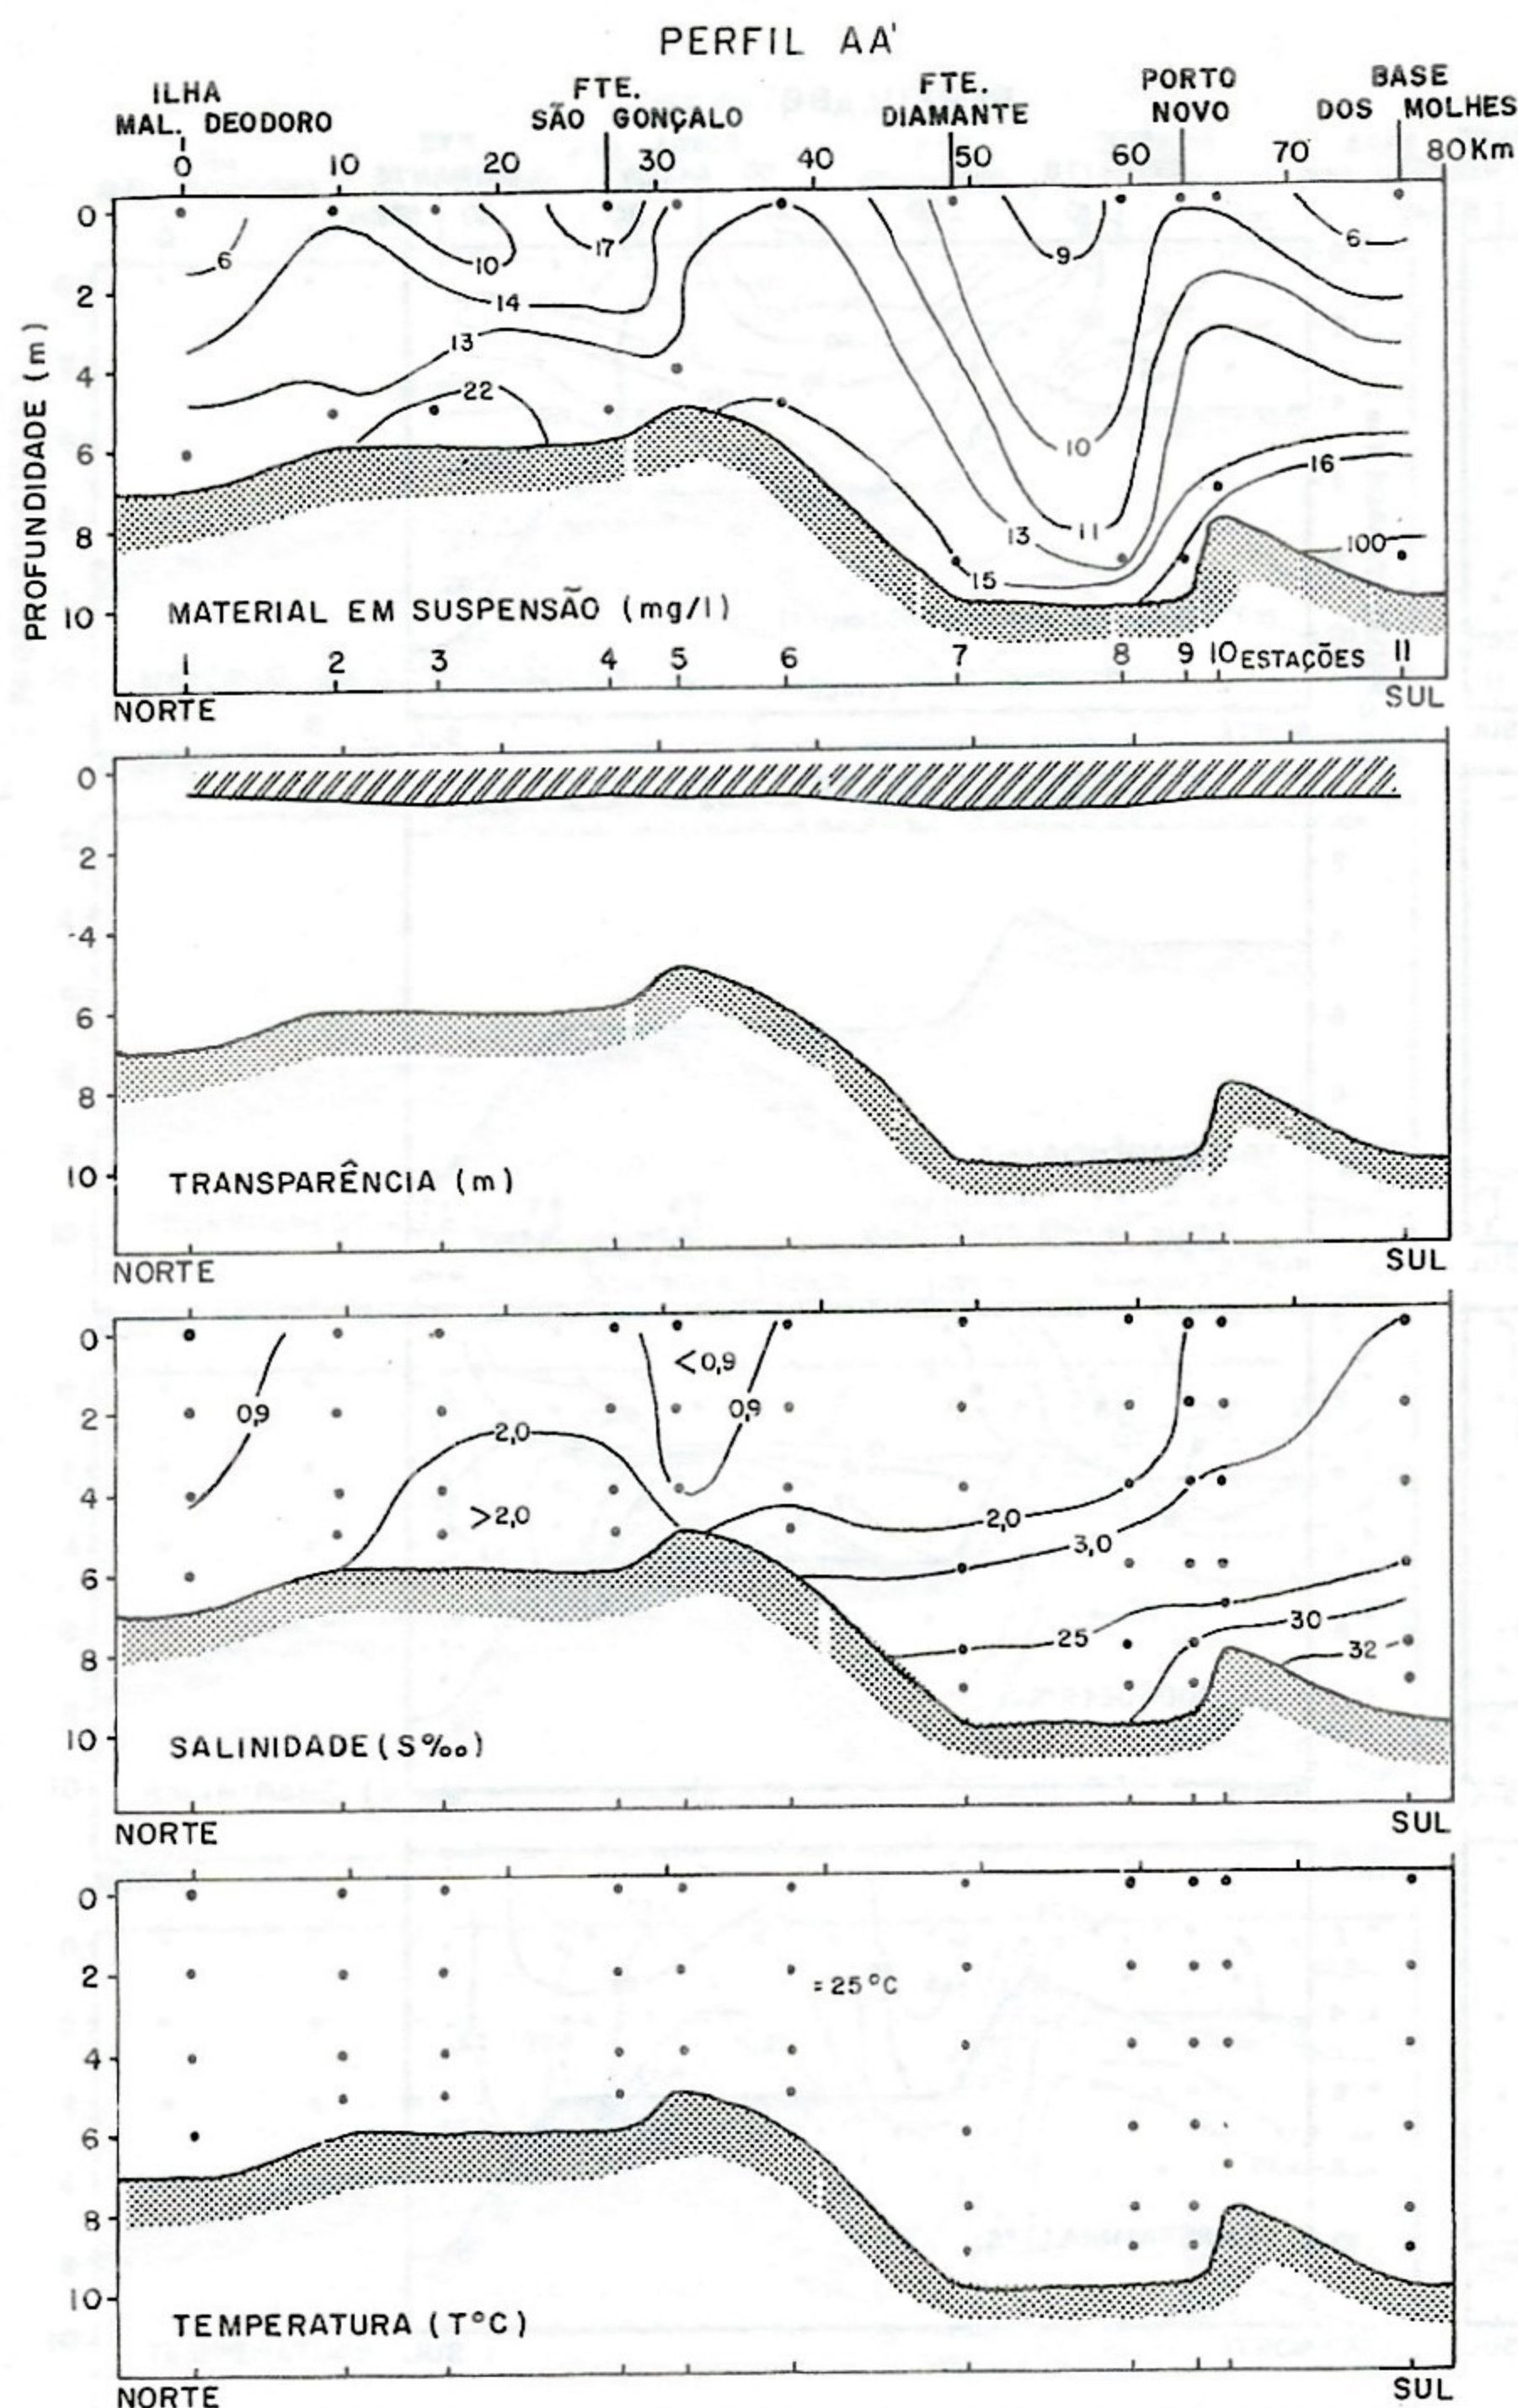 PERFIL AA'
ILHA
MAL. DEODORO
FTE.
SÃO GONÇALO
FTE.
DIAMANTE
PORTO
NOVO
BASE
DOS MOLHES
0 10 20 30 40 50 60 70 80 Km
PROFUNDIDADE (m)
0
2
4
6
8
10
6
10
17
14
13
22
9
10
11
13
15
6
16
100
MATERIAL EM SUSPENSÃO (mg/l)
1 2 3 4 5 6 7 8 9 10 ESTAÇÕES 11
NORTE SUL
0
2
4
6
8
10
TRANSPARÊNCIA (m)
NORTE SUL
0
2
4
6
8
10
0,9
2,0
>2,0
<0,9
0,9
2,0
3,0
25
30
32
SALINIDADE (S‰)
NORTE SUL
0
2
4
6
8
10
=25°C
TEMPERATURA (T°C)
NORTE SUL